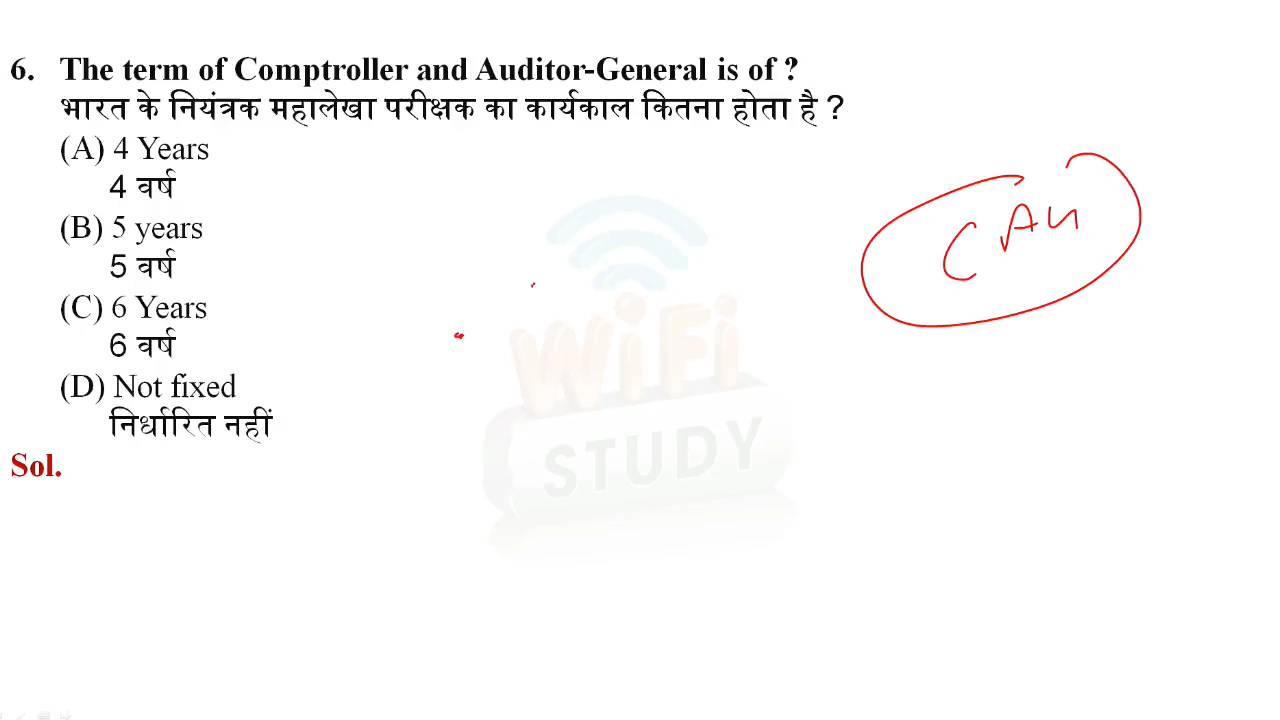 6. The term of Comptroller and Auditor-General is of ?
भारत के नियंत्रक महालेखा परीक्षक का कार्यकाल कितना होता है ?
(A) 4 Years
4 वर्ष
(B) 5 years
5 वर्ष
(C) 6 Years
6 वर्ष
(D) Not fixed
निर्धारित नहीं
Sol.
CAG
WiFi
STUDY